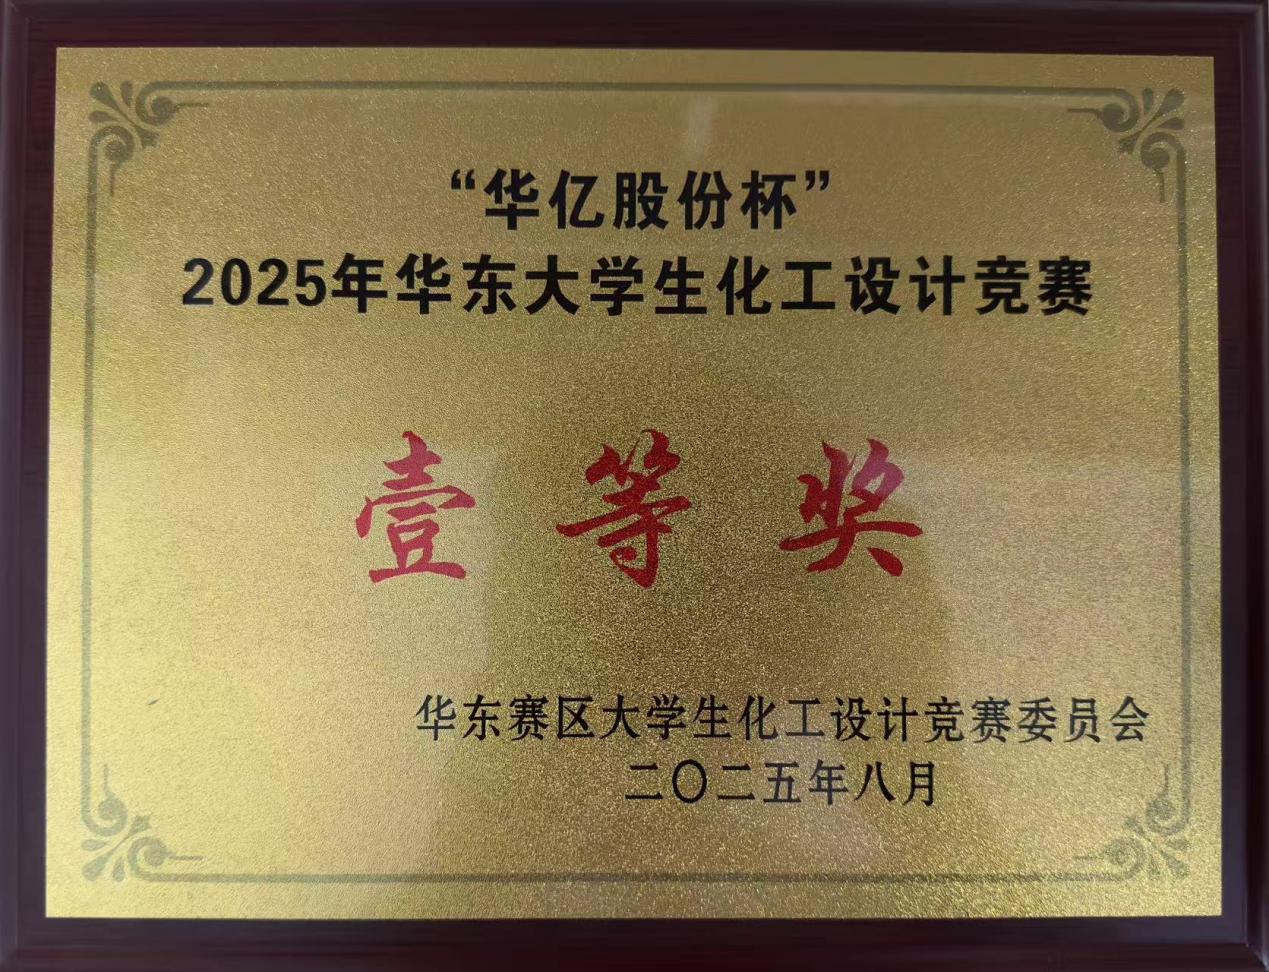 “华亿股份杯”
2025年华东大学生化工设计竞赛
壹等奖
华东赛区大学生化工设计竞赛委员会
二〇二五年八月